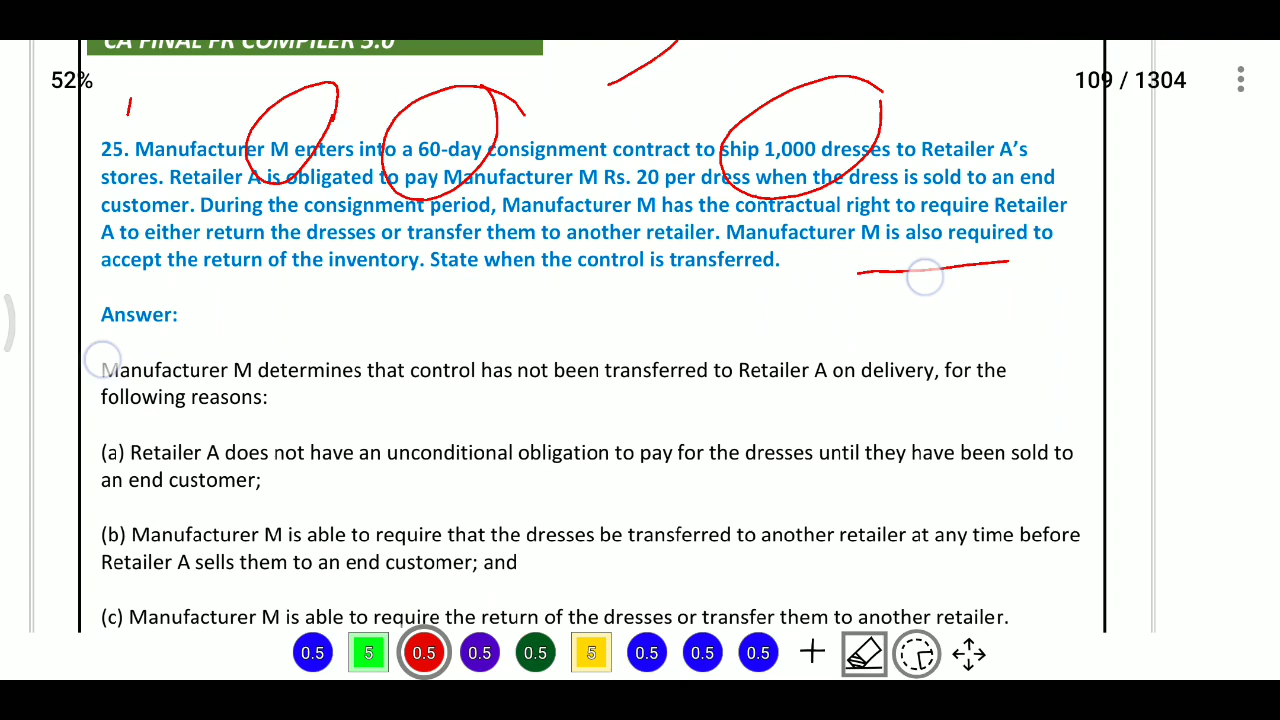 CA FINAL FR COMPILER 5.0
52%
109 / 1304
25. Manufacturer M enters into a 60-day consignment contract to ship 1,000 dresses to Retailer A's
stores. Retailer A is obligated to pay Manufacturer M Rs. 20 per dress when the dress is sold to an end
customer. During the consignment period, Manufacturer M has the contractual right to require Retailer
A to either return the dresses or transfer them to another retailer. Manufacturer M is also required to
accept the return of the inventory. State when the control is transferred.
Answer:
Manufacturer M determines that control has not been transferred to Retailer A on delivery, for the
following reasons:
(a) Retailer A does not have an unconditional obligation to pay for the dresses until they have been sold to
an end customer;
(b) Manufacturer M is able to require that the dresses be transferred to another retailer at any time before
Retailer A sells them to an end customer; and
(c) Manufacturer M is able to require the return of the dresses or transfer them to another retailer.
0.5 5 0.5 0.5 0.5 5 0.5 0.5 0.5